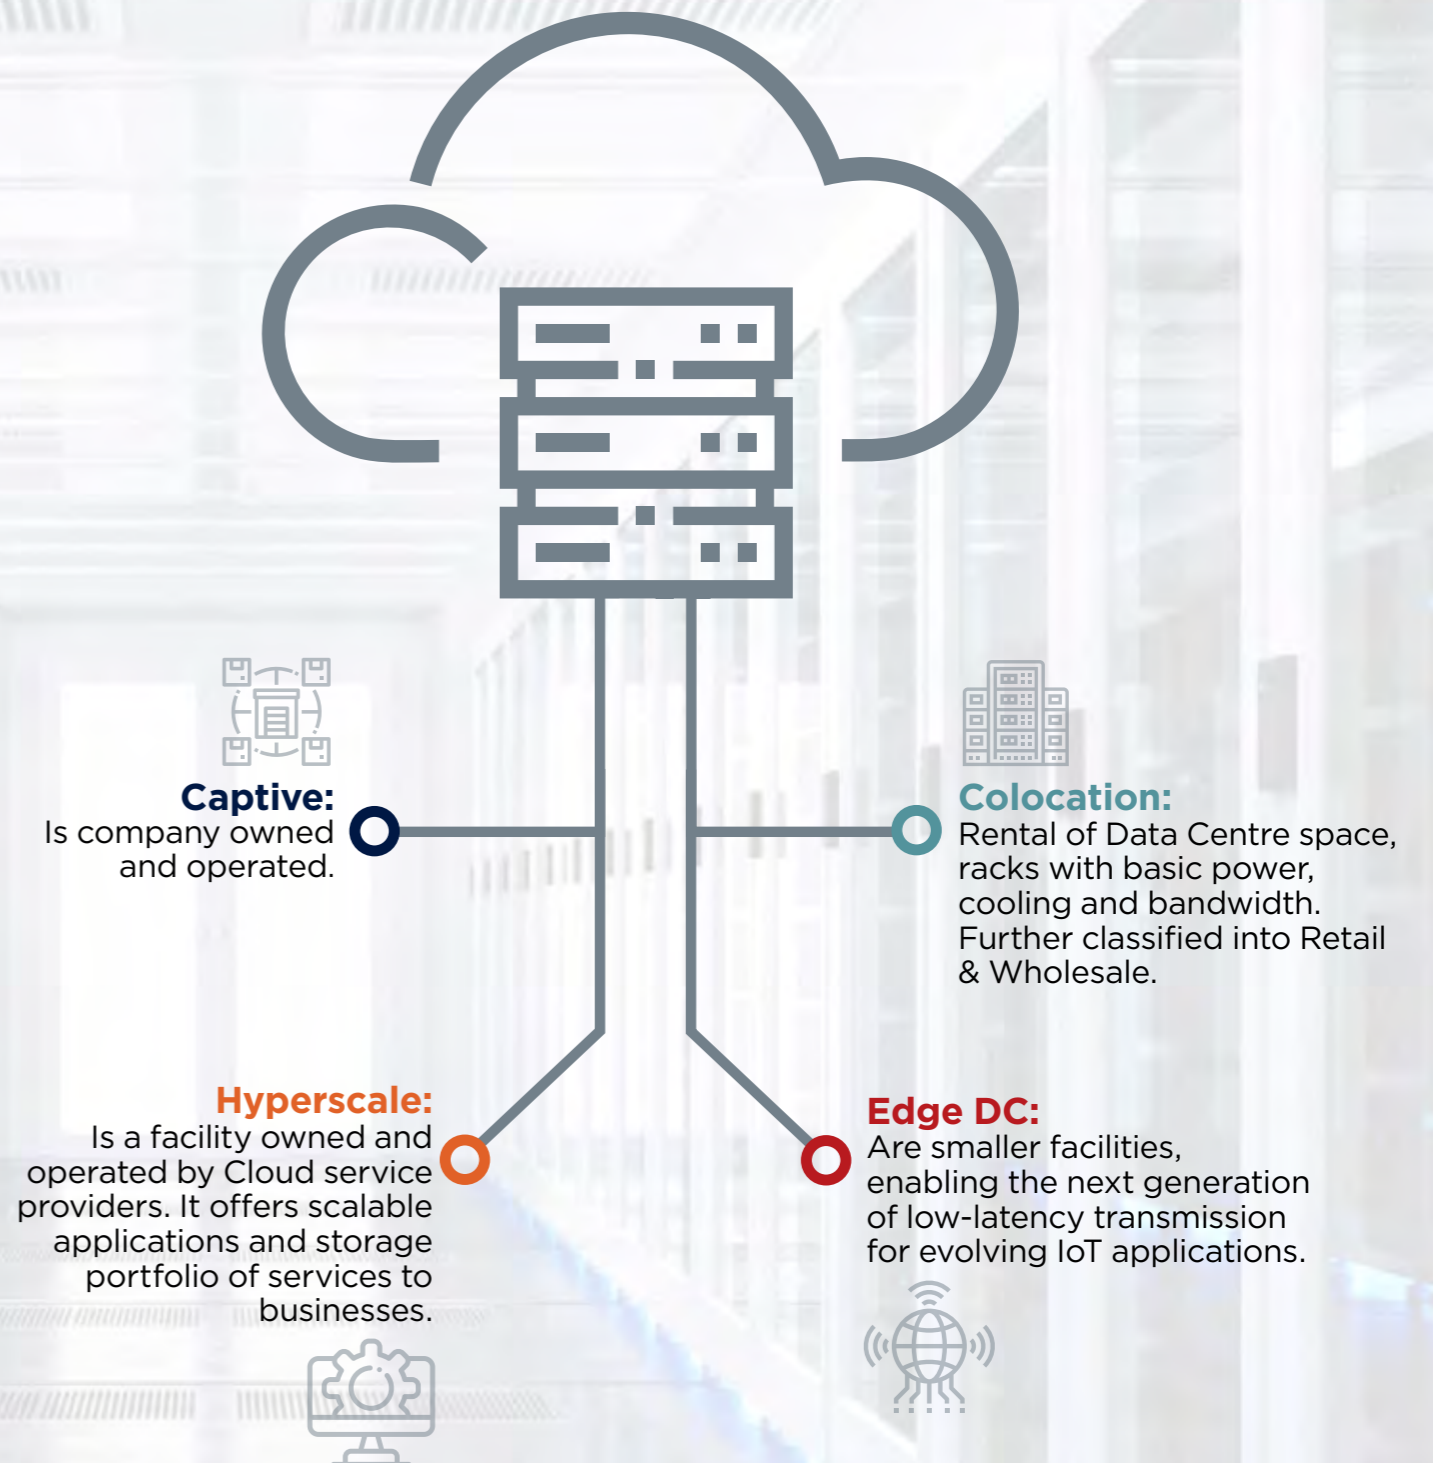 Captive:
Is company owned
and operated.
Colocation:
Rental of Data Centre space,
racks with basic power,
cooling and bandwidth.
Further classified into Retail
& Wholesale.
Hyperscale:
Is a facility owned and
operated by Cloud service
providers. It offers scalable
applications and storage
portfolio of services to
businesses.
Edge DC:
Are smaller facilities,
enabling the next generation
of low-latency transmission
for evolving IoT applications.